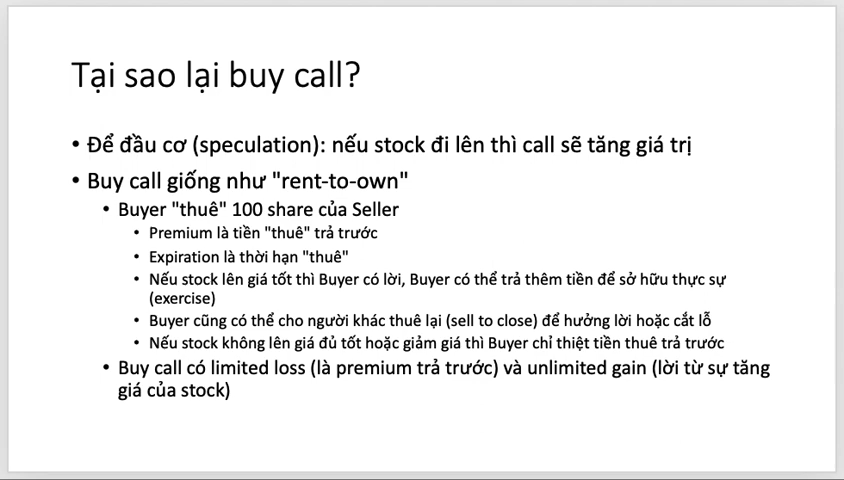 Tại sao lại buy call?
• Để đầu cơ (speculation): nếu stock đi lên thì call sẽ tăng giá trị
• Buy call giống như "rent-to-own"
• Buyer "thuê" 100 share của Seller
• Premium là tiền "thuê" trả trước
• Expiration là thời hạn "thuê"
• Nếu stock lên giá tốt thì Buyer có lời, Buyer có thể trả thêm tiền để sở hữu thực sự
(exercise)
• Buyer cũng có thể cho người khác thuê lại (sell to close) để hưởng lời hoặc cắt lỗ
• Nếu stock không lên giá đủ tốt hoặc giảm giá thì Buyer chỉ thiệt tiền thuê trả trước
• Buy call có limited loss (là premium trả trước) và unlimited gain (lời từ sự tăng
giá của stock)